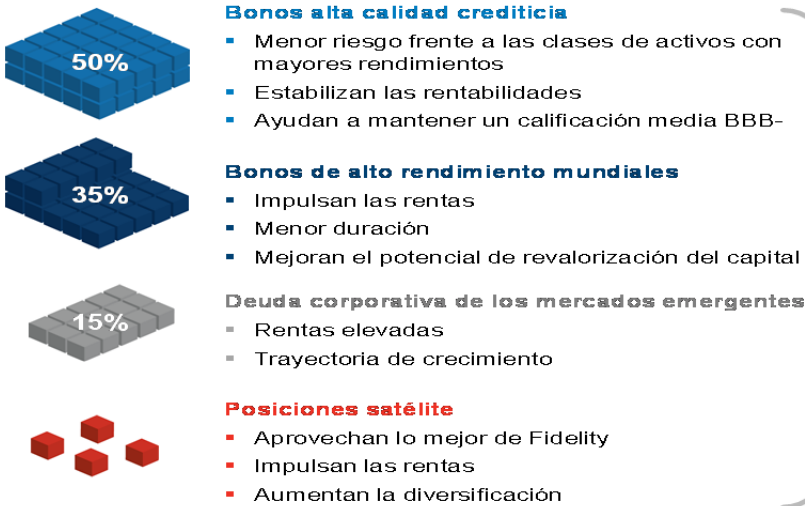 Bonos alta calidad crediticia
50%
▪ Menor riesgo frente a las clases de activos con
mayores rendimientos
▪ Estabilizan las rentabilidades
▪ Ayudan a mantener un calificación media BBB-
Bonos de alto rendimiento mundiales
35%
▪ Impulsan las rentas
▪ Menor duración
▪ Mejoran el potencial de revalorización del capital
Deuda corporativa de los mercados emergentes
15%
▪ Rentas elevadas
▪ Trayectoria de crecimiento
Posiciones satélite
▪ Aprovechan lo mejor de Fidelity
▪ Impulsan las rentas
▪ Aumentan la diversificación